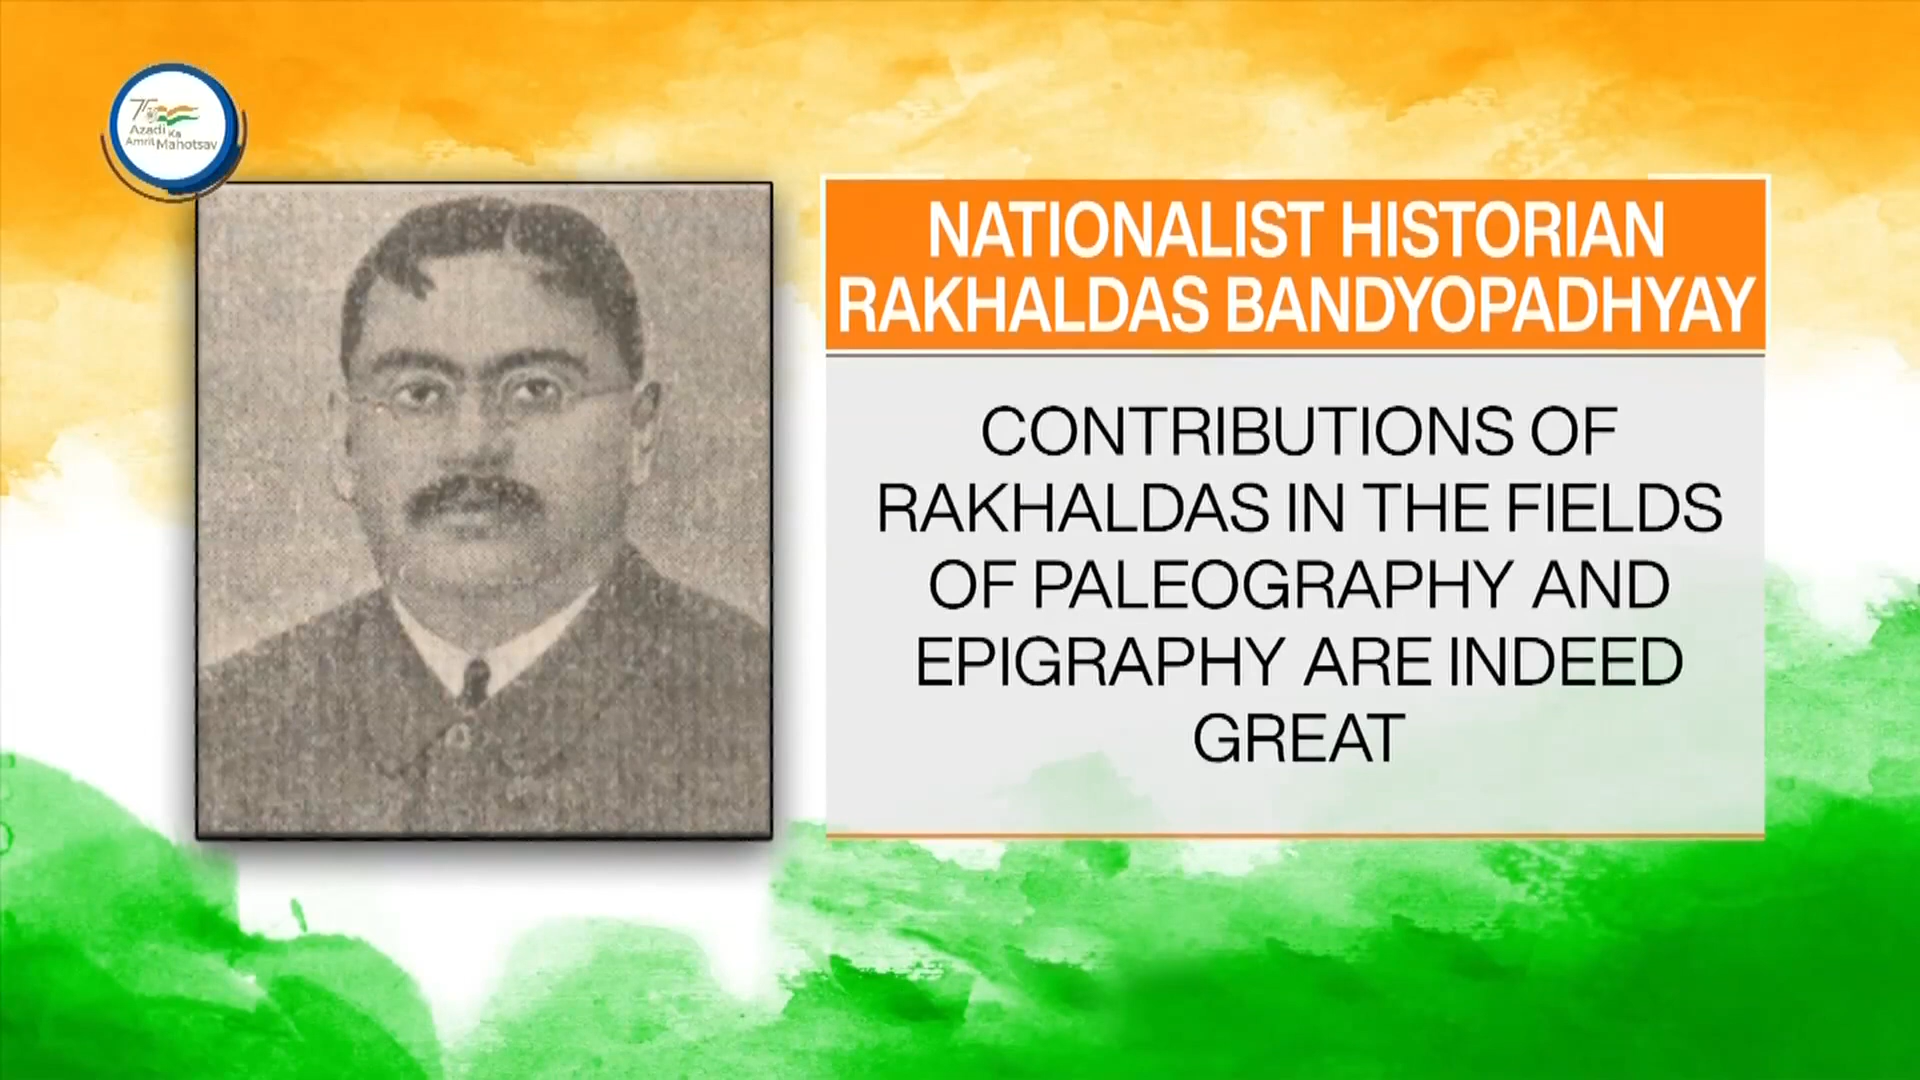 75
Azadi
Ka
Amrit Mahotsav
NATIONALIST HISTORIAN
RAKHALDAS BANDYOPADHYAY
CONTRIBUTIONS OF
RAKHALDAS IN THE FIELDS
OF PALEOGRAPHY AND
EPIGRAPHY ARE INDEED
GREAT